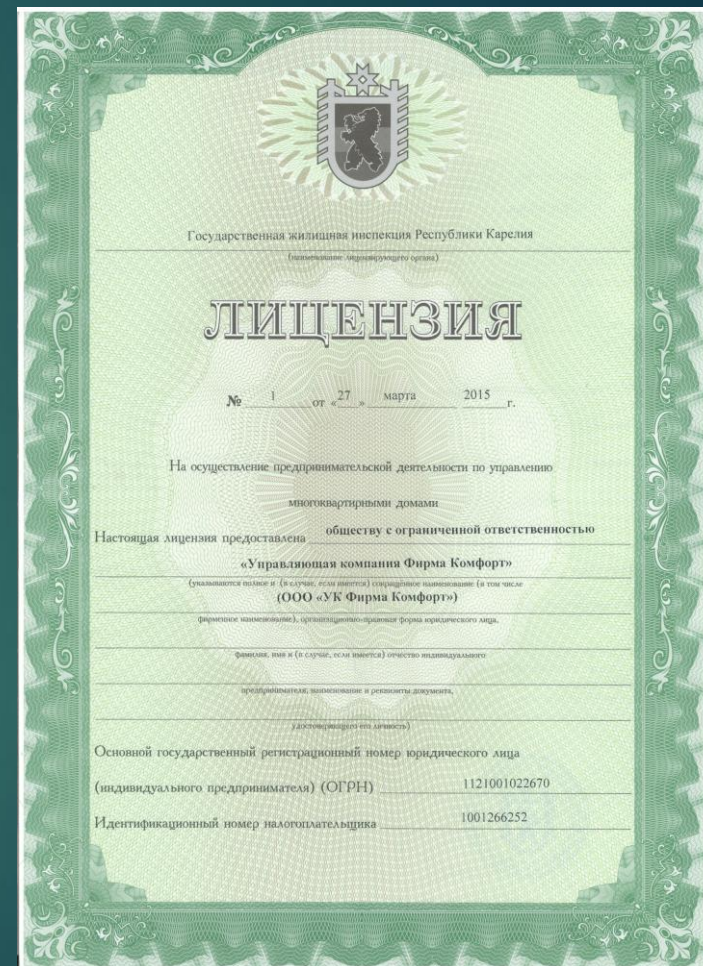 Государственная жилищная инспекция Республики Карелия
(наименование лицензирующего органа)
ЛИЦЕНЗИЯ
№ 1 от «27» марта 2015 г.
На осуществление предпринимательской деятельности по управлению
многоквартирными домами
Настоящая лицензия предоставлена обществу с ограниченной ответственностью
«Управляющая компания Фирма Комфорт»
(указываются полное и (в случае, если имеется) сокращённое наименование (в том числе
(ООО «УК Фирма Комфорт»)
фирменное наименование), организационно-правовая форма юридического лица,
фамилия, имя и (в случае, если имеется) отчество индивидуального
предпринимателя, наименование и реквизиты документа,
удостоверяющего его личность)
Основной государственный регистрационный номер юридического лица
(индивидуального предпринимателя) (ОГРН) 1121001022670
Идентификационный номер налогоплательщика 1001266252